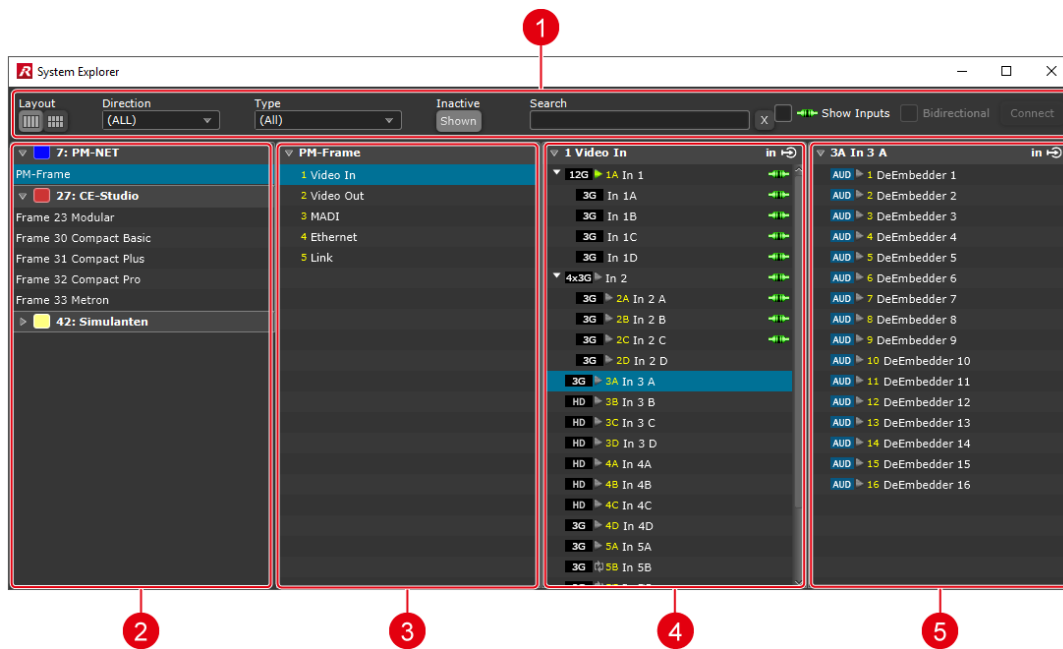 1
R System Explorer
Layout Direction Type Inactive Search
(ALL) (All) Shown X Show Inputs Bidirectional Connect
7: PM-NET
PM-Frame
27: CE-Studio
Frame 23 Modular
Frame 30 Compact Basic
Frame 31 Compact Plus
Frame 32 Compact Pro
Frame 33 Metron
42: Simulanten
PM-Frame
1 Video In
2 Video Out
3 MADI
4 Ethernet
5 Link
1 Video In in
12G 1A In 1
3G In 1A
3G In 1B
3G In 1C
3G In 1D
4x3G In 2
3G 2A In 2 A
3G 2B In 2 B
3G 2C In 2 C
3G 2D In 2 D
3G 3A In 3 A
HD 3B In 3 B
HD 3C In 3 C
HD 3D In 3 D
HD 4A In 4A
HD 4B In 4B
HD 4C In 4C
3G 4D In 4D
3G 5A In 5A
3G 5B In 5B
3A In 3 A in
AUD 1 DeEmbedder 1
AUD 2 DeEmbedder 2
AUD 3 DeEmbedder 3
AUD 4 DeEmbedder 4
AUD 5 DeEmbedder 5
AUD 6 DeEmbedder 6
AUD 7 DeEmbedder 7
AUD 8 DeEmbedder 8
AUD 9 DeEmbedder 9
AUD 10 DeEmbedder 10
AUD 11 DeEmbedder 11
AUD 12 DeEmbedder 12
AUD 13 DeEmbedder 13
AUD 14 DeEmbedder 14
AUD 15 DeEmbedder 15
AUD 16 DeEmbedder 16
2 3 4 5